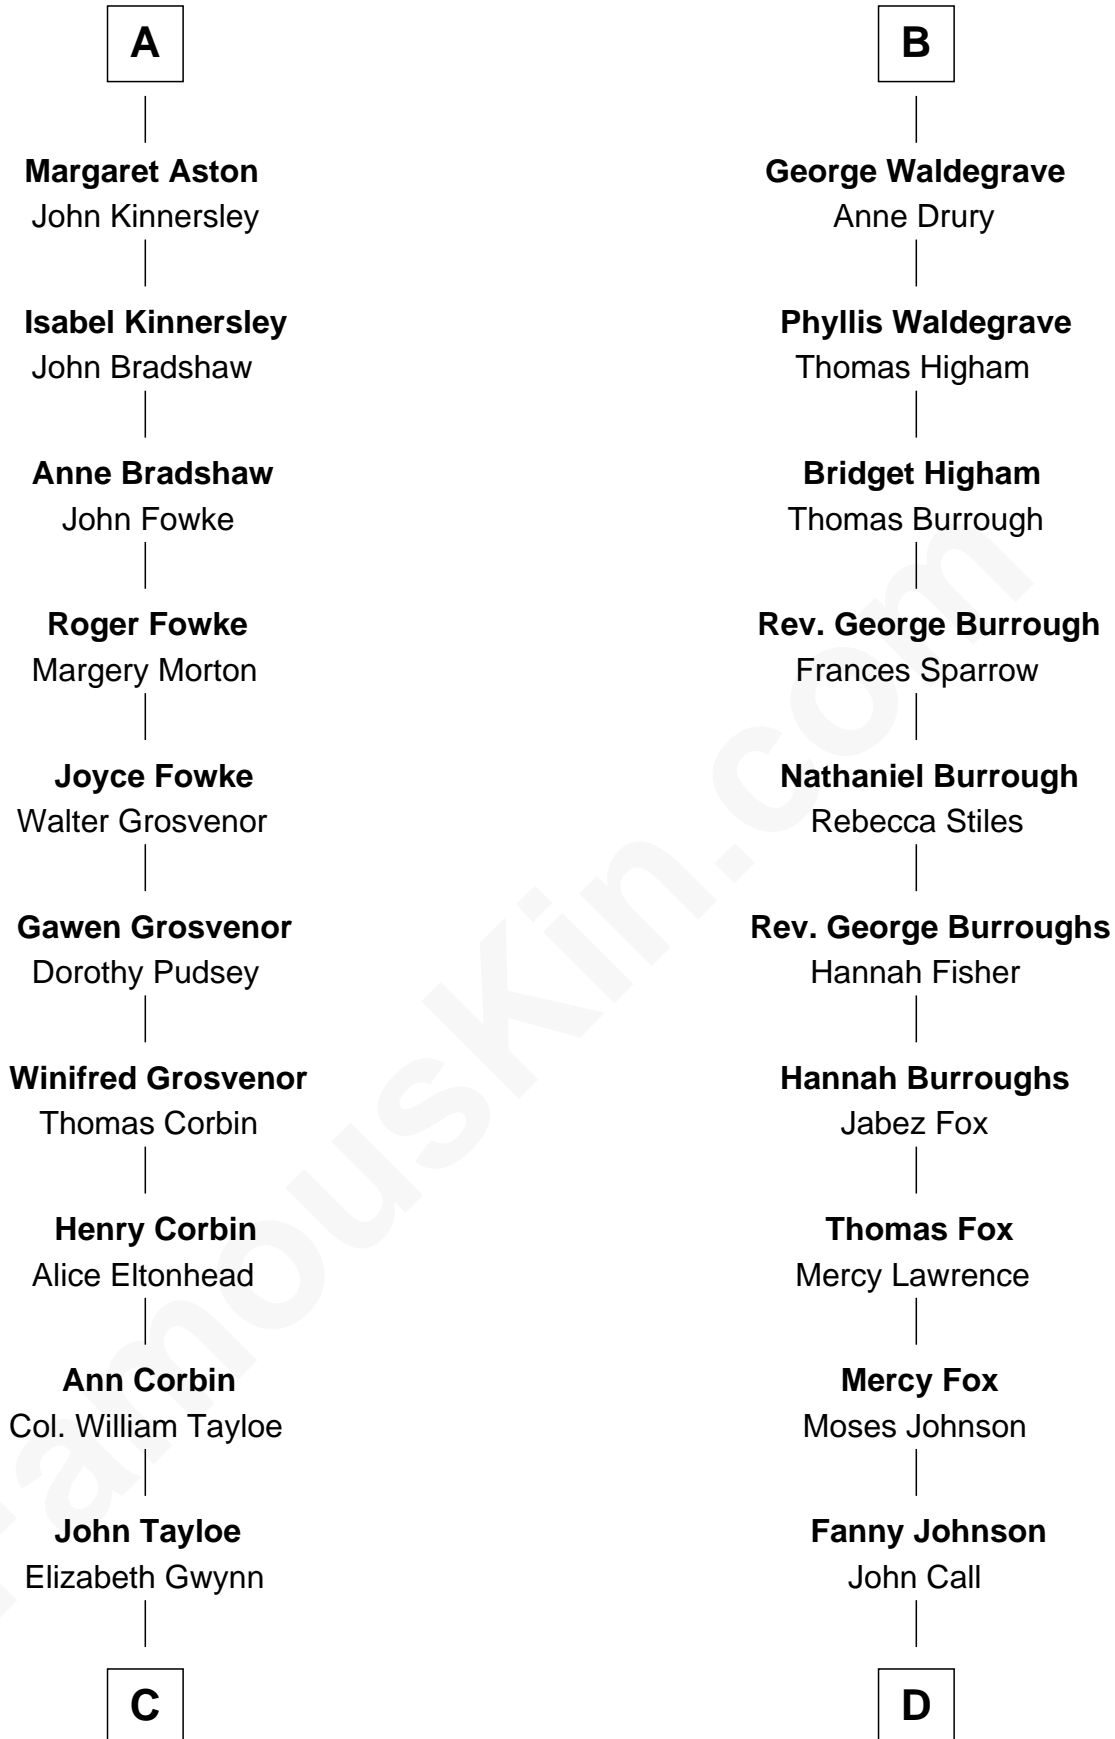 A
Margaret Aston
John Kinnersley
Isabel Kinnersley
John Bradshaw
Anne Bradshaw
John Fowke
Roger Fowke
Margery Morton
Joyce Fowke
Walter Grosvenor
Gawen Grosvenor
Dorothy Pudsey
Winifred Grosvenor
Thomas Corbin
Henry Corbin
Alice Eltonhead
Ann Corbin
Col. William Tayloe
John Tayloe
Elizabeth Gwynn
C
B
George Waldegrave
Anne Drury
Phyllis Waldegrave
Thomas Higham
Bridget Higham
Thomas Burrough
Rev. George Burrough
Frances Sparrow
Nathaniel Burrough
Rebecca Stiles
Rev. George Burroughs
Hannah Fisher
Hannah Burroughs
Jabez Fox
Thomas Fox
Mercy Lawrence
Mercy Fox
Moses Johnson
Fanny Johnson
John Call
D
FamousKin.com